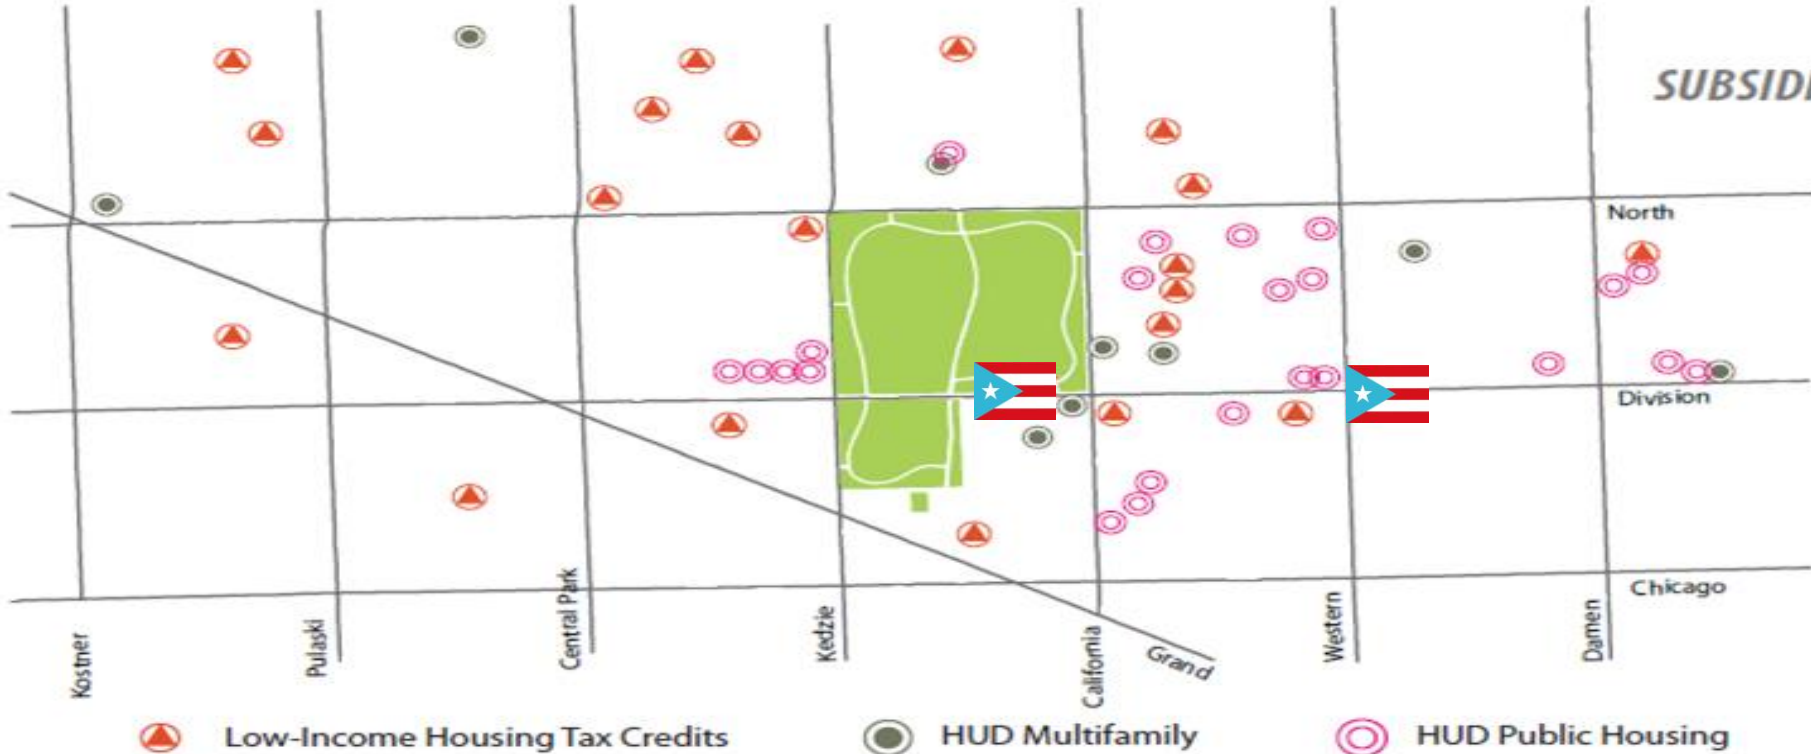 SUBSIDI
North
Division
Chicago
Kostner
Pulaski
Central Park
Kedzie
California
Grand
Western
Damen
Low-Income Housing Tax Credits
HUD Multifamily
HUD Public Housing